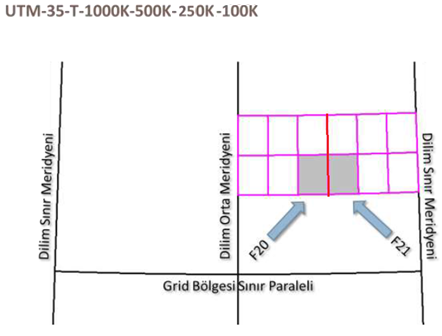 UTM-35-T-1000K-500K-250K-100K
Dilim Sınır Meridyeni
Dilim Orta Meridyeni
Dilim Sınır Meridyeni
F20
F21
Grid Bölgesi Sınır Paraleli